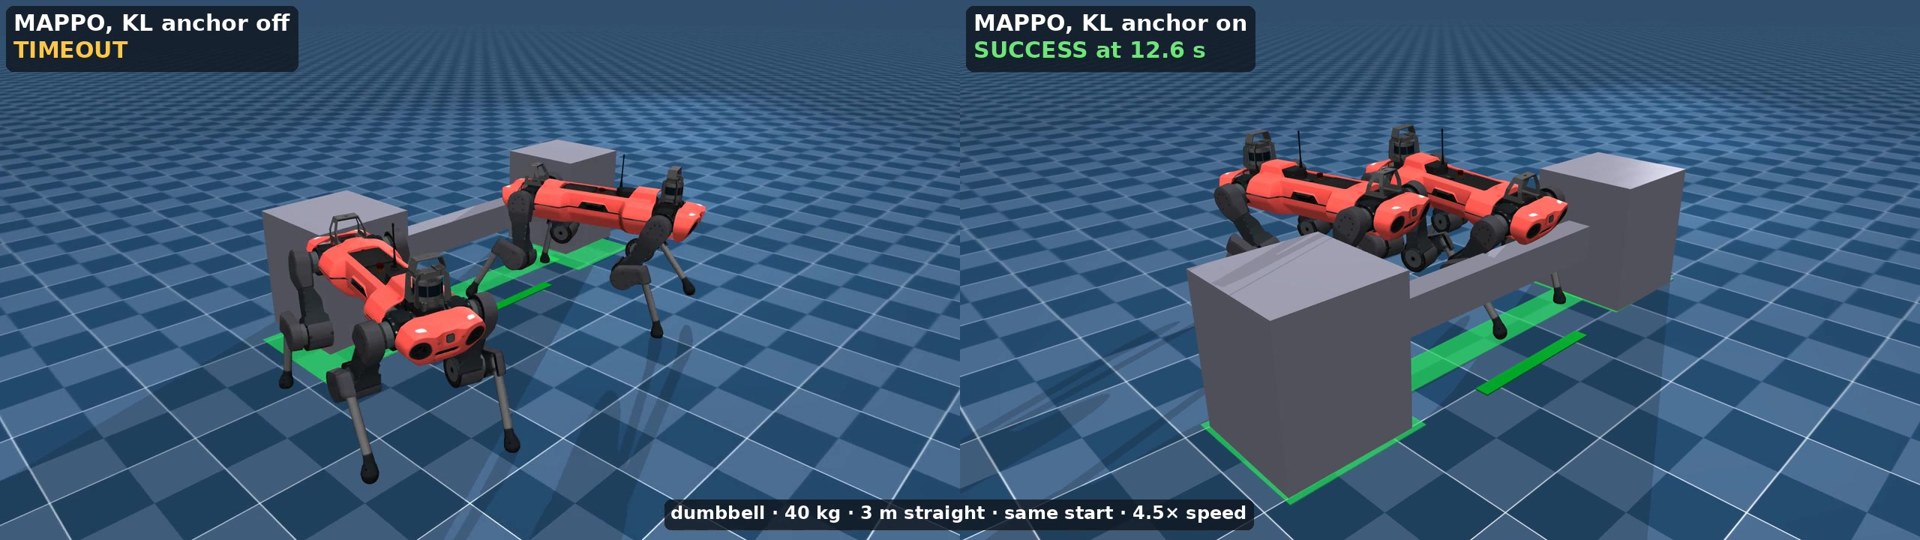 MAPPO, KL anchor off
TIMEOUT
MAPPO, KL anchor on
SUCCESS at 12.6 s
dumbbell · 40 kg · 3 m straight · same start · 4.5× speed